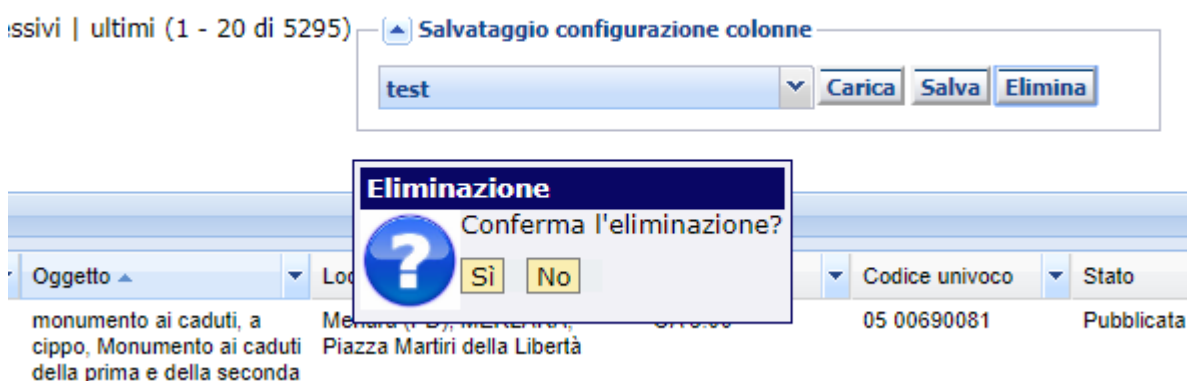 ultimi (1 - 20 di 5295)
Salvataggio configurazione colonne
test
Carica Salva Elimina
Eliminazione
Conferma l'eliminazione?
Sì No
Oggetto
Codice univoco
Stato
monumento ai caduti, a
cippo, Monumento ai caduti
della prima e della seconda
Piazza Martiri della Libertà
05 00690081
Pubblicata